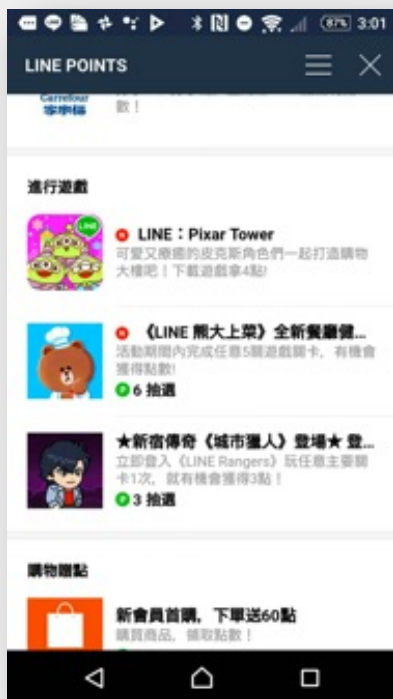 87% 3:01
LINE POINTS
Carrefour
家樂福
數！
進行遊戲
LINE
N LINE：Pixar Tower
可愛又療癒的皮克斯角色們一起打造購物
大樓吧！下載遊戲拿4點!
N 《LINE 熊大上菜》全新餐廳健...
活動期間內完成任意5關遊戲關卡，有機會
獲得點數!
P 6 抽選
★新宿傳奇《城市獵人》登場★ 登...
立即登入《LINE Rangers》玩任意主要關
卡1次，就有機會獲得3點！
P 3 抽選
購物贈點
新會員首購，下單送60點
購買商品，領取點數！